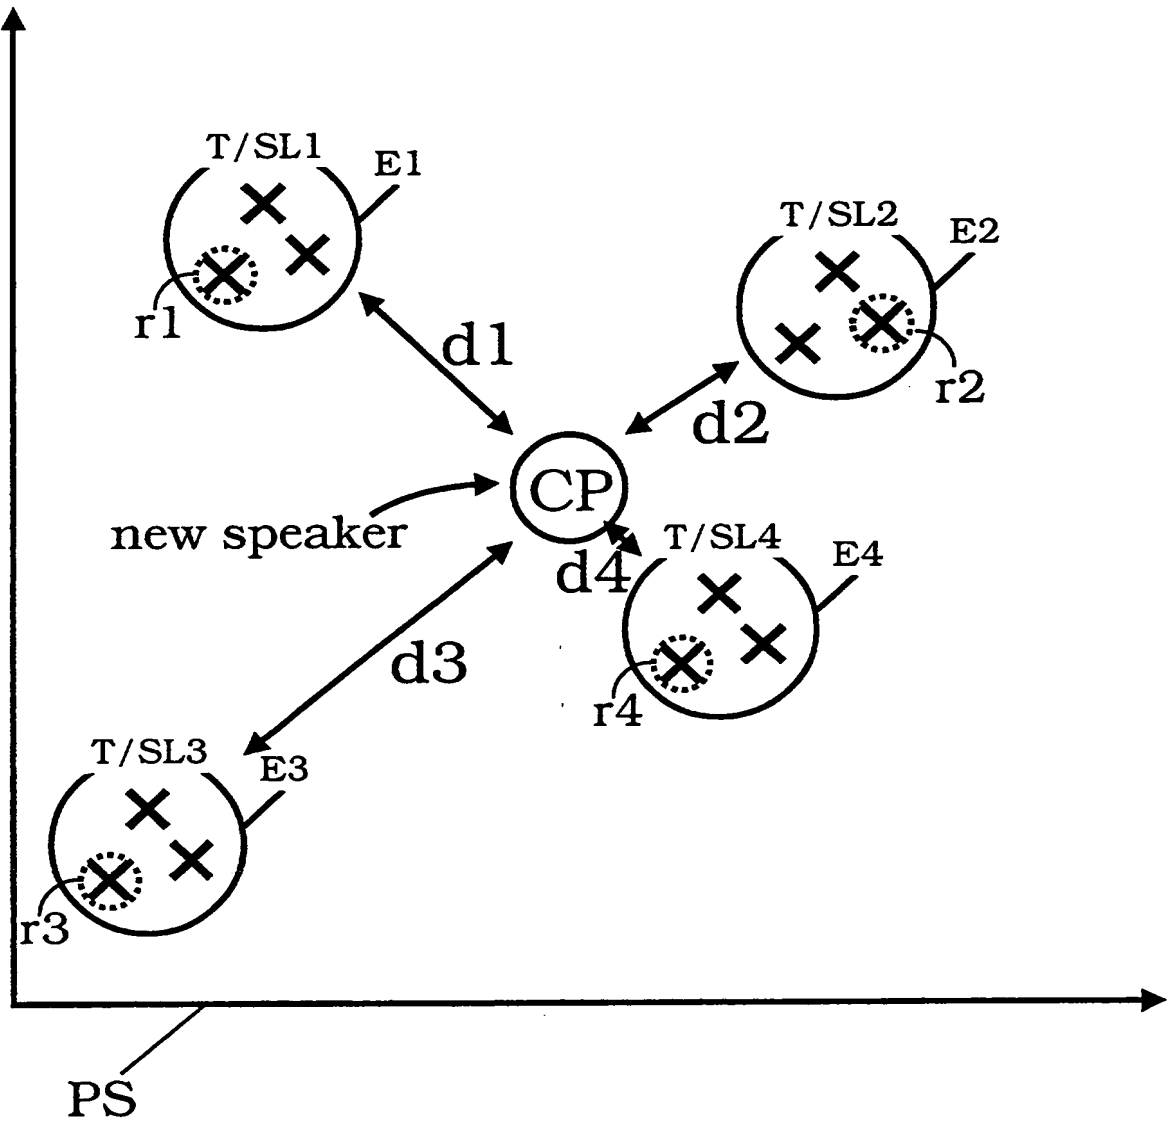 T/SL1
E1
T/SL2
E2
r1
d1
r2
d2
CP
new speaker
T/SL4
E4
d4
d3
r4
T/SL3
E3
r3
PS